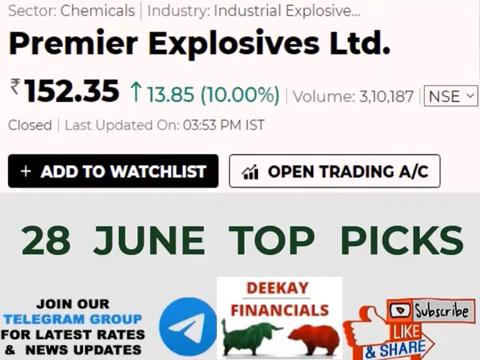 Sector: Chemicals | Industry: Industrial Explosive...
Premier Explosives Ltd.
₹152.35 ↑13.85 (10.00%) | Volume: 3,10,187 | NSE
Closed | Last Updated On: 03:53 PM IST
+ ADD TO WATCHLIST
OPEN TRADING A/C
28 JUNE TOP PICKS
JOIN OUR
TELEGRAM GROUP
FOR LATEST RATES
& NEWS UPDATES
DEEKAY
FINANCIALS
Subscribe
LIKE
& SHARE